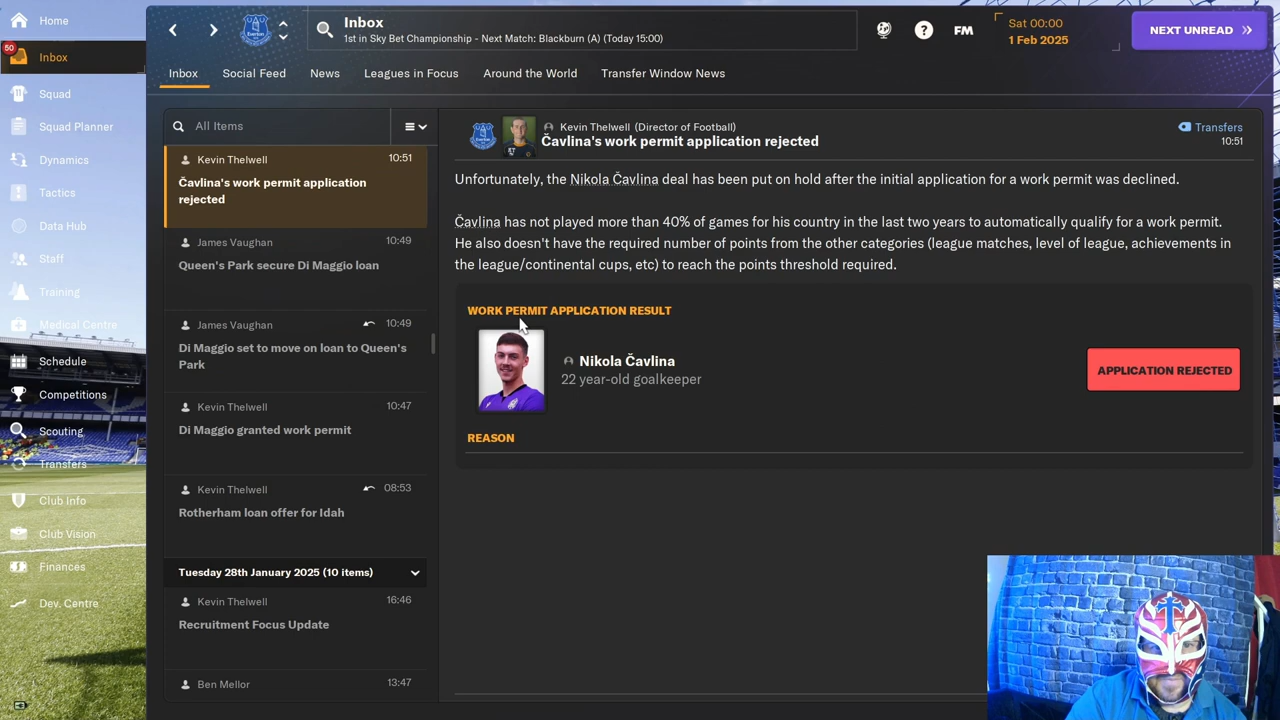 Home
50
Inbox
Squad
Squad Planner
Dynamics
Tactics
Data Hub
Staff
Training
Medical Centre
Schedule
Competitions
Scouting
Transfers
Club Info
Club Vision
Finances
Dev. Centre
Everton
Inbox
1st in Sky Bet Championship - Next Match: Blackburn (A) (Today 15:00)
?
FM
Sat 00:00
1 Feb 2025
NEXT UNREAD
Inbox
Social Feed
News
Leagues in Focus
Around the World
Transfer Window News
All Items
Kevin Thelwell
10:51
Čavlina's work permit application
rejected
James Vaughan
10:49
Queen's Park secure Di Maggio loan
James Vaughan
10:49
Di Maggio set to move on loan to Queen's
Park
Kevin Thelwell
10:47
Di Maggio granted work permit
Kevin Thelwell
08:53
Rotherham loan offer for Idah
Tuesday 28th January 2025 (10 items)
Kevin Thelwell
16:46
Recruitment Focus Update
Ben Mellor
13:47
Kevin Thelwell (Director of Football)
Čavlina's work permit application rejected
Transfers
10:51
Unfortunately, the Nikola Čavlina deal has been put on hold after the initial application for a work permit was declined.
Čavlina has not played more than 40% of games for his country in the last two years to automatically qualify for a work permit.
He also doesn't have the required number of points from the other categories (league matches, level of league, achievements in
the league/continental cups, etc) to reach the points threshold required.
WORK PERMIT APPLICATION RESULT
Nikola Čavlina
22 year-old goalkeeper
APPLICATION REJECTED
REASON